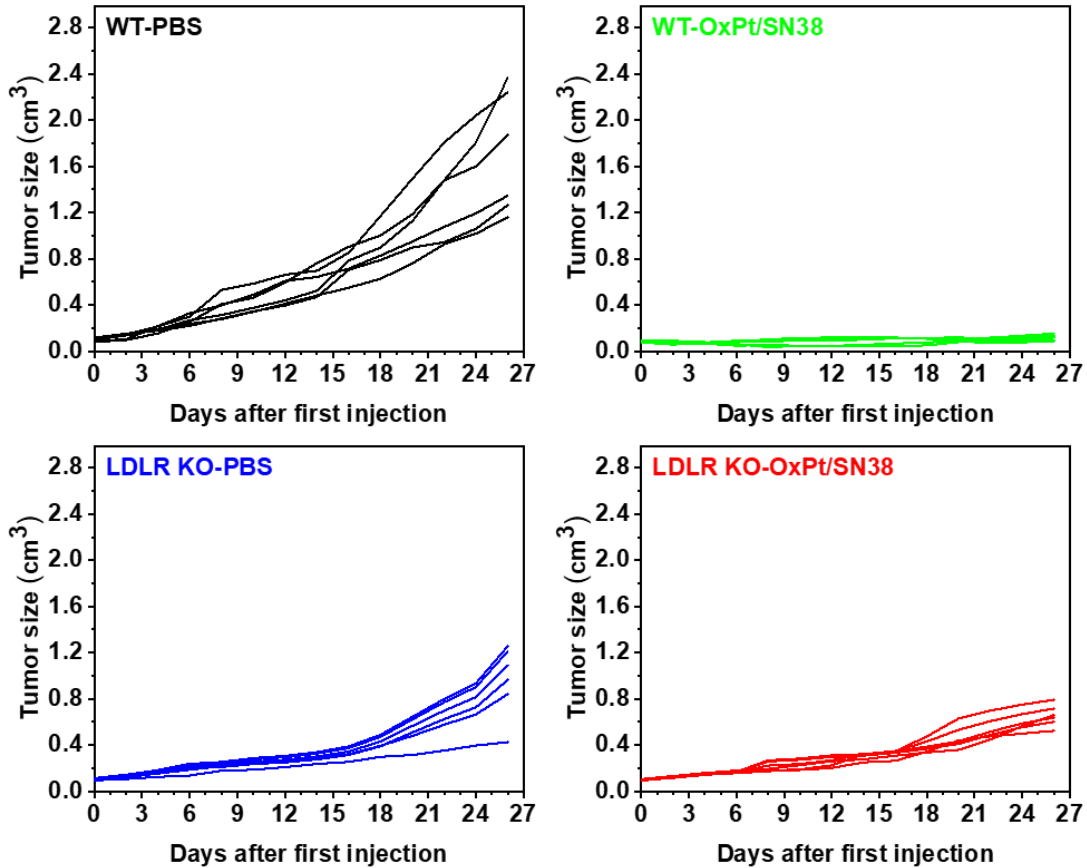 WT-PBS
Tumor size (cm³)
2.8
2.4
2.0
1.6
1.2
0.8
0.4
0.0
0 3 6 9 12 15 18 21 24 27
Days after first injection
WT-OxPt/SN38
Tumor size (cm³)
2.8
2.4
2.0
1.6
1.2
0.8
0.4
0.0
0 3 6 9 12 15 18 21 24 27
Days after first injection
LDLR KO-PBS
Tumor size (cm³)
2.8
2.4
2.0
1.6
1.2
0.8
0.4
0.0
0 3 6 9 12 15 18 21 24 27
Days after first injection
LDLR KO-OxPt/SN38
Tumor size (cm³)
2.8
2.4
2.0
1.6
1.2
0.8
0.4
0.0
0 3 6 9 12 15 18 21 24 27
Days after first injection